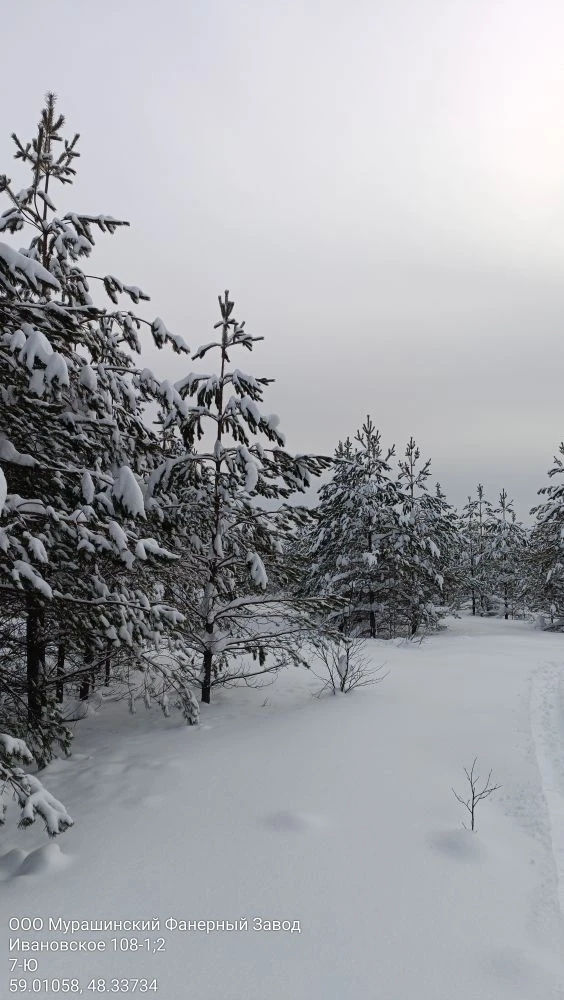 ООО Мурашинский Фанерный Завод
Ивановское 108-1;2
7-Ю
59.01058, 48.33734